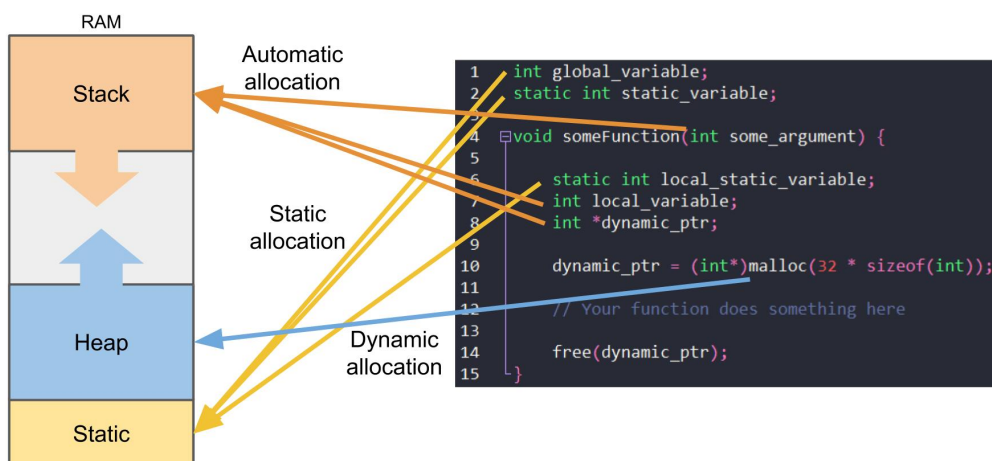 RAM
Stack
Heap
Static
Automatic
allocation
Static
allocation
Dynamic
allocation
1 int global_variable;
2 static int static_variable;
3
4 void someFunction(int some_argument) {
5
6 static int local_static_variable;
7 int local_variable;
8 int *dynamic_ptr;
9
10 dynamic_ptr = (int*)malloc(32 * sizeof(int));
11
12 // Your function does something here
13
14 free(dynamic_ptr);
15 }